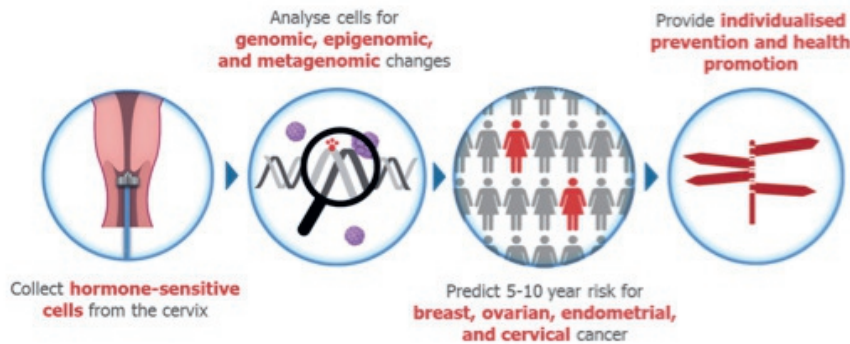 Collect hormone-sensitive
cells from the cervix
Analyse cells for
genomic, epigenomic,
and metagenomic changes
Predict 5-10 year risk for
breast, ovarian, endometrial,
and cervical cancer
Provide individualised
prevention and health
promotion